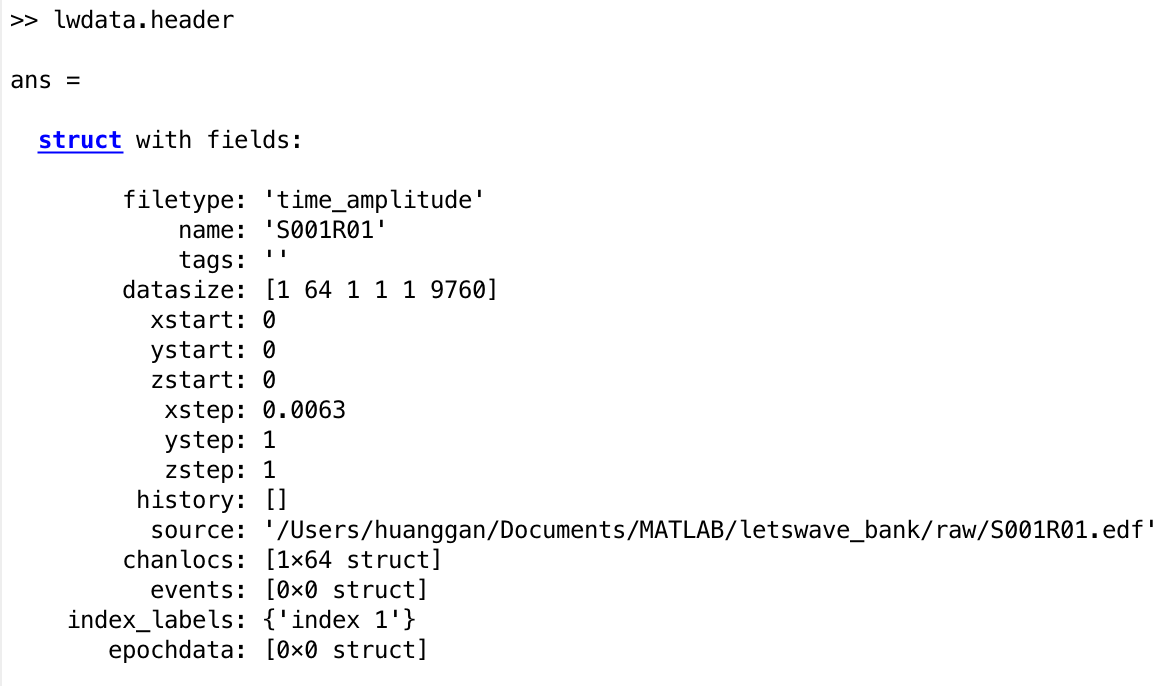 >> lwdata.header
ans =
struct with fields:
filetype: 'time_amplitude'
name: 'S001R01'
tags: ''
datasize: [1 64 1 1 1 9760]
xstart: 0
ystart: 0
zstart: 0
xstep: 0.0063
ystep: 1
zstep: 1
history: []
source: '/Users/huanggan/Documents/MATLAB/letswave_bank/raw/S001R01.edf'
chanlocs: [1×64 struct]
events: [0×0 struct]
index_labels: {'index 1'}
epochdata: [0×0 struct]